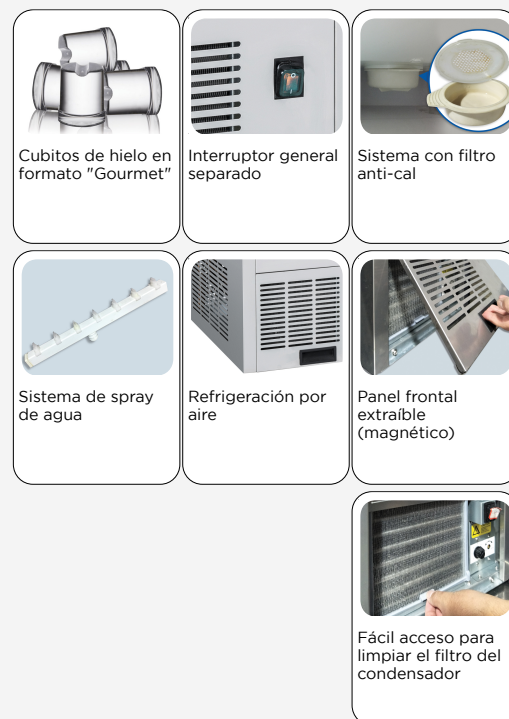 Cubitos de hielo en
formato "Gourmet"
Interruptor general
separado
Sistema con filtro
anti-cal
Sistema de spray
de agua
Refrigeración por
aire
Panel frontal
extraíble
(magnético)
Fácil acceso para
limpiar el filtro del
condensador